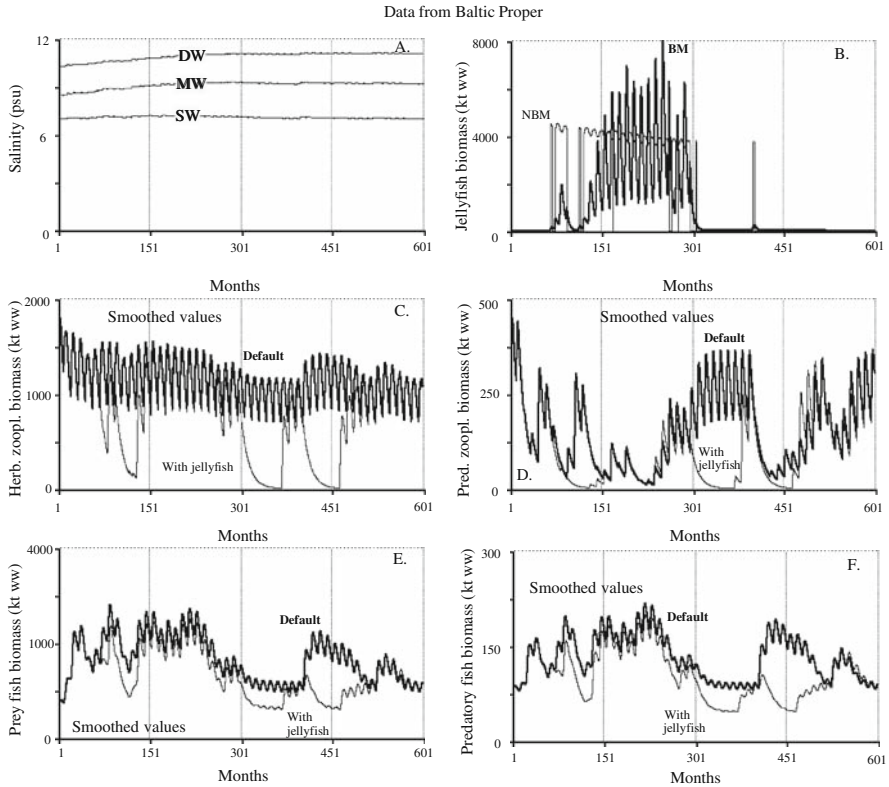 Data from Baltic Proper
A.
Salinity (psu)
12
6
0
DW
MW
SW
1 151 301 451 601
Months
B.
Jellyfish biomass (kt ww)
8000
4000
0
NBM
BM
1 151 301 451 601
Months
C.
Smoothed values
Herb. zoopl. biomass (kt ww)
2000
1000
0
Default
With jellyfish
1 151 301 451 601
Months
Smoothed values
Pred. zoopl. biomass (kt ww)
500
250
0
Default
With
jellyfish
D.
1 151 301 451 601
Months
E.
Prey fish biomass (kt ww)
4000
1000
0
Default
With
jellyfish
Smoothed values
1 151 301 451 601
Months
F.
Smoothed values
Predatory fish biomass (kt ww)
300
150
0
Default
With
jellyfish
1 151 301 451 601
Months